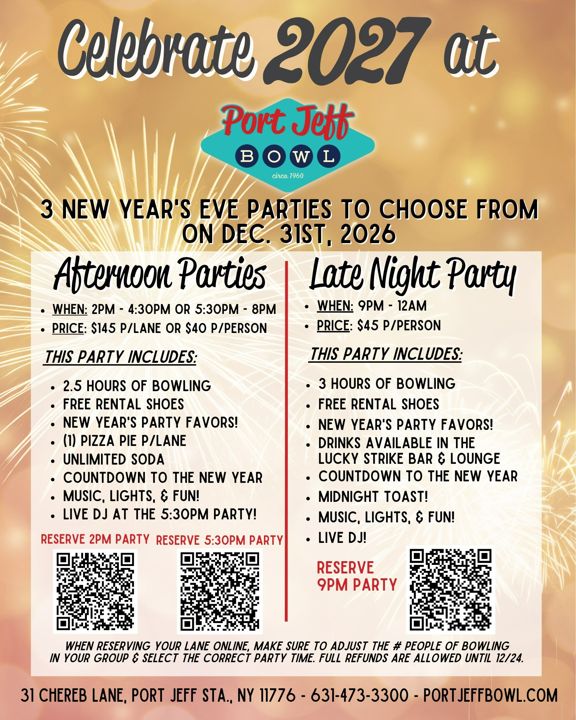 Celebrate 2027 at
Port Jeff
BOWL
circa. 1960
3 NEW YEAR'S EVE PARTIES TO CHOOSE FROM
ON DEC. 31ST, 2026
Afternoon Parties
• WHEN: 2PM - 4:30PM OR 5:30PM - 8PM
• PRICE: $145 P/LANE OR $40 P/PERSON
THIS PARTY INCLUDES:
• 2.5 HOURS OF BOWLING
• FREE RENTAL SHOES
• NEW YEAR'S PARTY FAVORS!
• (1) PIZZA PIE P/LANE
• UNLIMITED SODA
• COUNTDOWN TO THE NEW YEAR
• MUSIC, LIGHTS, & FUN!
• LIVE DJ AT THE 5:30PM PARTY!
RESERVE 2PM PARTY RESERVE 5:30PM PARTY
Late Night Party
• WHEN: 9PM - 12AM
• PRICE: $45 P/PERSON
THIS PARTY INCLUDES:
• 3 HOURS OF BOWLING
• FREE RENTAL SHOES
• NEW YEAR'S PARTY FAVORS!
• DRINKS AVAILABLE IN THE
LUCKY STRIKE BAR & LOUNGE
• COUNTDOWN TO THE NEW YEAR
• MIDNIGHT TOAST!
• MUSIC, LIGHTS, & FUN!
• LIVE DJ!
RESERVE
9PM PARTY
WHEN RESERVING YOUR LANE ONLINE, MAKE SURE TO ADJUST THE # PEOPLE OF BOWLING
IN YOUR GROUP & SELECT THE CORRECT PARTY TIME. FULL REFUNDS ARE ALLOWED UNTIL 12/24.
31 CHEREB LANE, PORT JEFF STA., NY 11776 - 631-473-3300 - PORTJEFFBOWL.COM